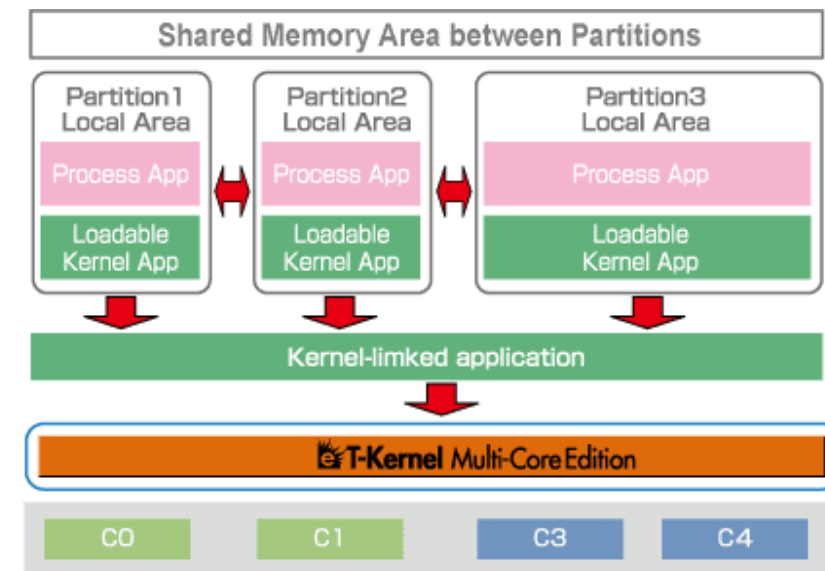 Shared Memory Area between Partitions
Partition1
Local Area
Process App
Loadable
Kernel App
Partition2
Local Area
Process App
Loadable
Kernel App
Partition3
Local Area
Process App
Loadable
Kernel App
Kernel-limked application
eT-Kernel Multi-Core Edition
C0
C1
C3
C4